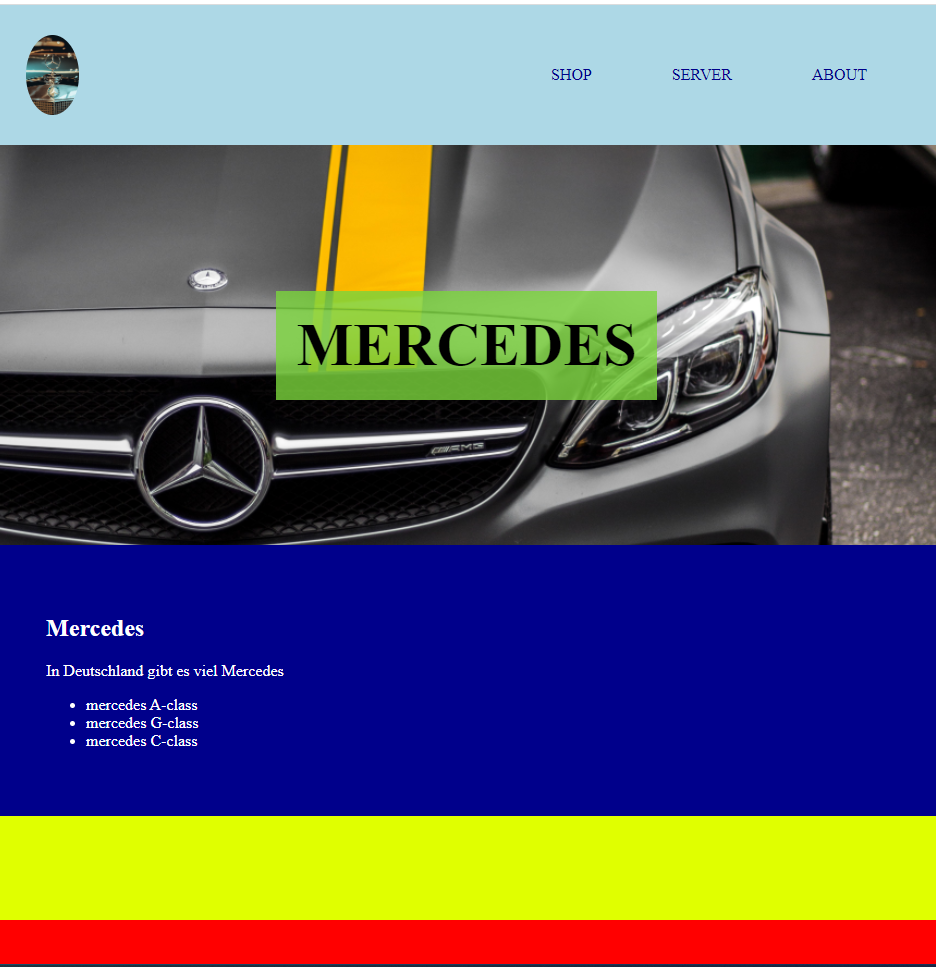 SHOP SERVER ABOUT
MERCEDES
AMG
Mercedes
In Deutschland gibt es viel Mercedes
mercedes A-class
mercedes G-class
mercedes C-class